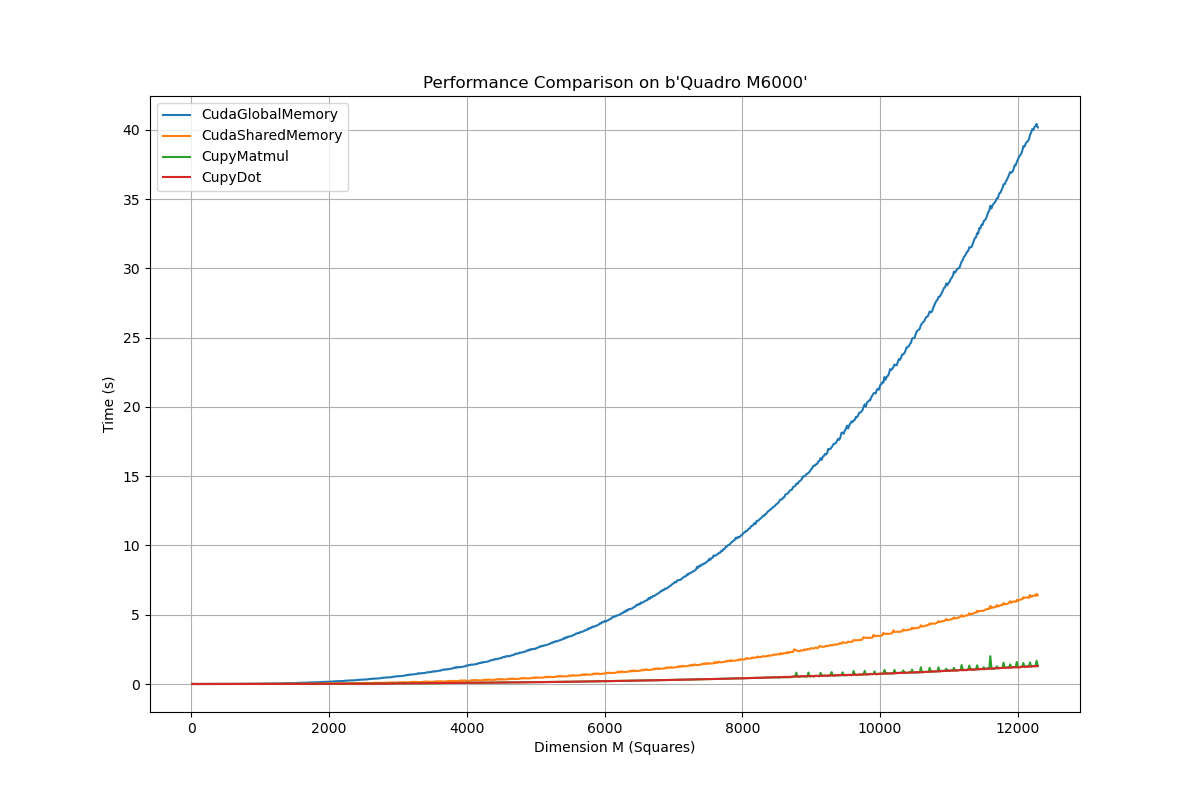 Performance Comparison on b'Quadro M6000'
CudaGlobalMemory
CudaSharedMemory
CupyMatmul
CupyDot
Time (s)
40
35
30
25
20
15
10
5
0
0 2000 4000 6000 8000 10000 12000
Dimension M (Squares)